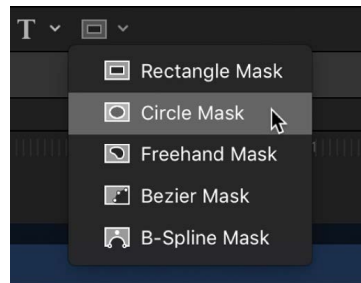 T
Rectangle Mask
Circle Mask
Freehand Mask
Bezier Mask
B-Spline Mask